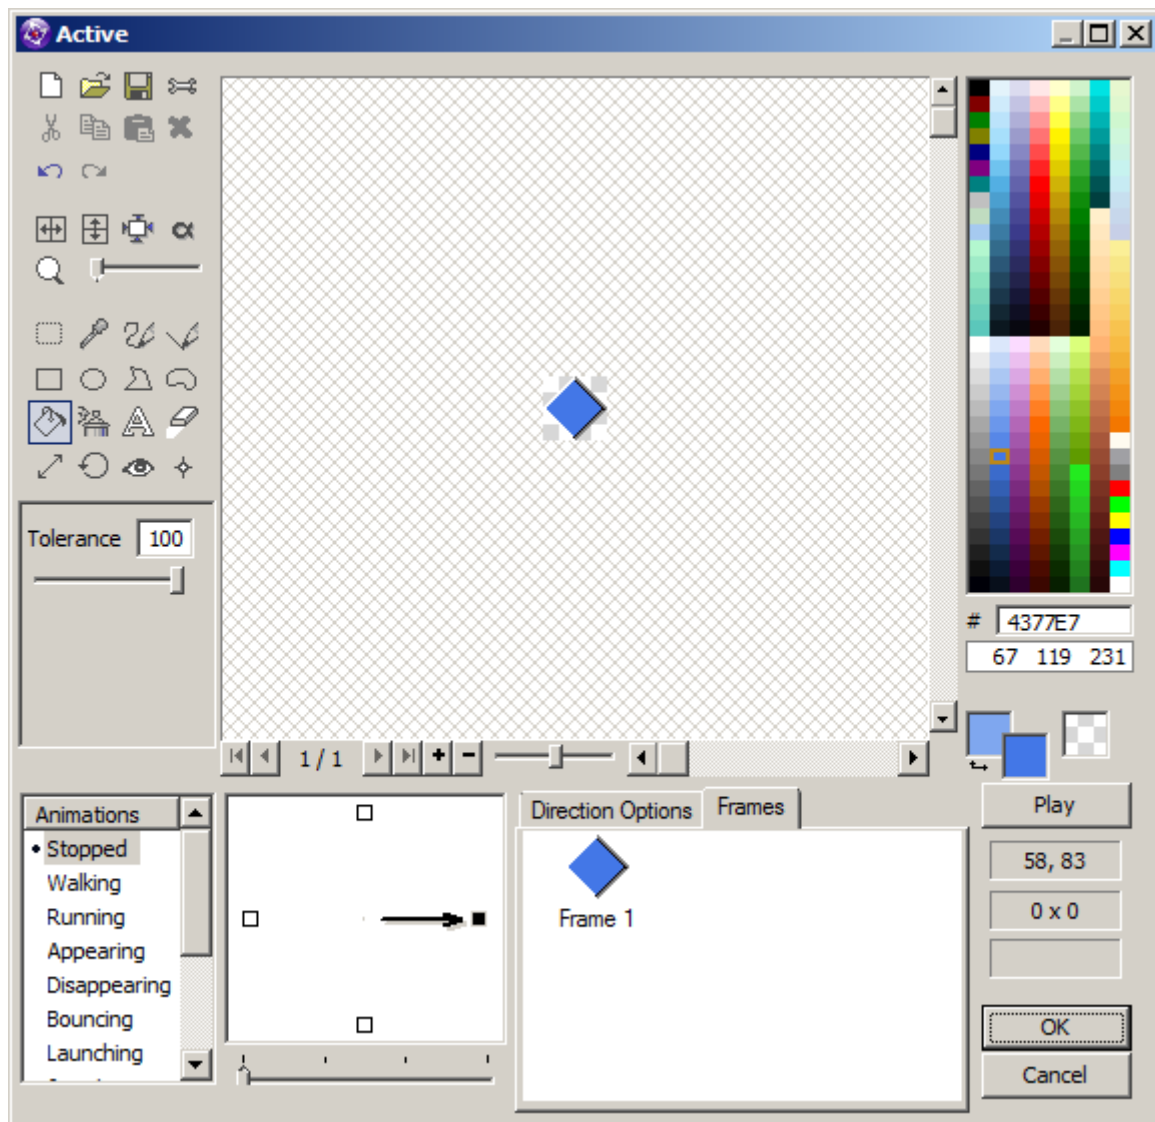 Active
Tolerance 100
# 4377E7
67 119 231
1 / 1
Animations
Stopped
Walking
Running
Appearing
Disappearing
Bouncing
Launching
Direction Options Frames
Frame 1
Play
58, 83
0 x 0
OK
Cancel